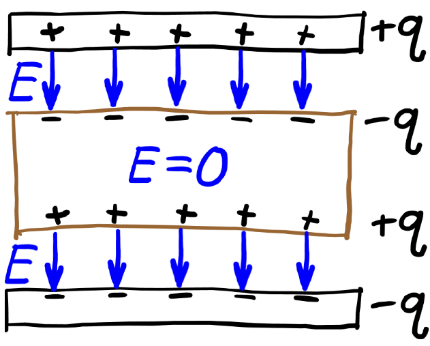 + + + + + +q
E
- - - - - -q
E=0
+ + + + + +q
E
- - - - - -q